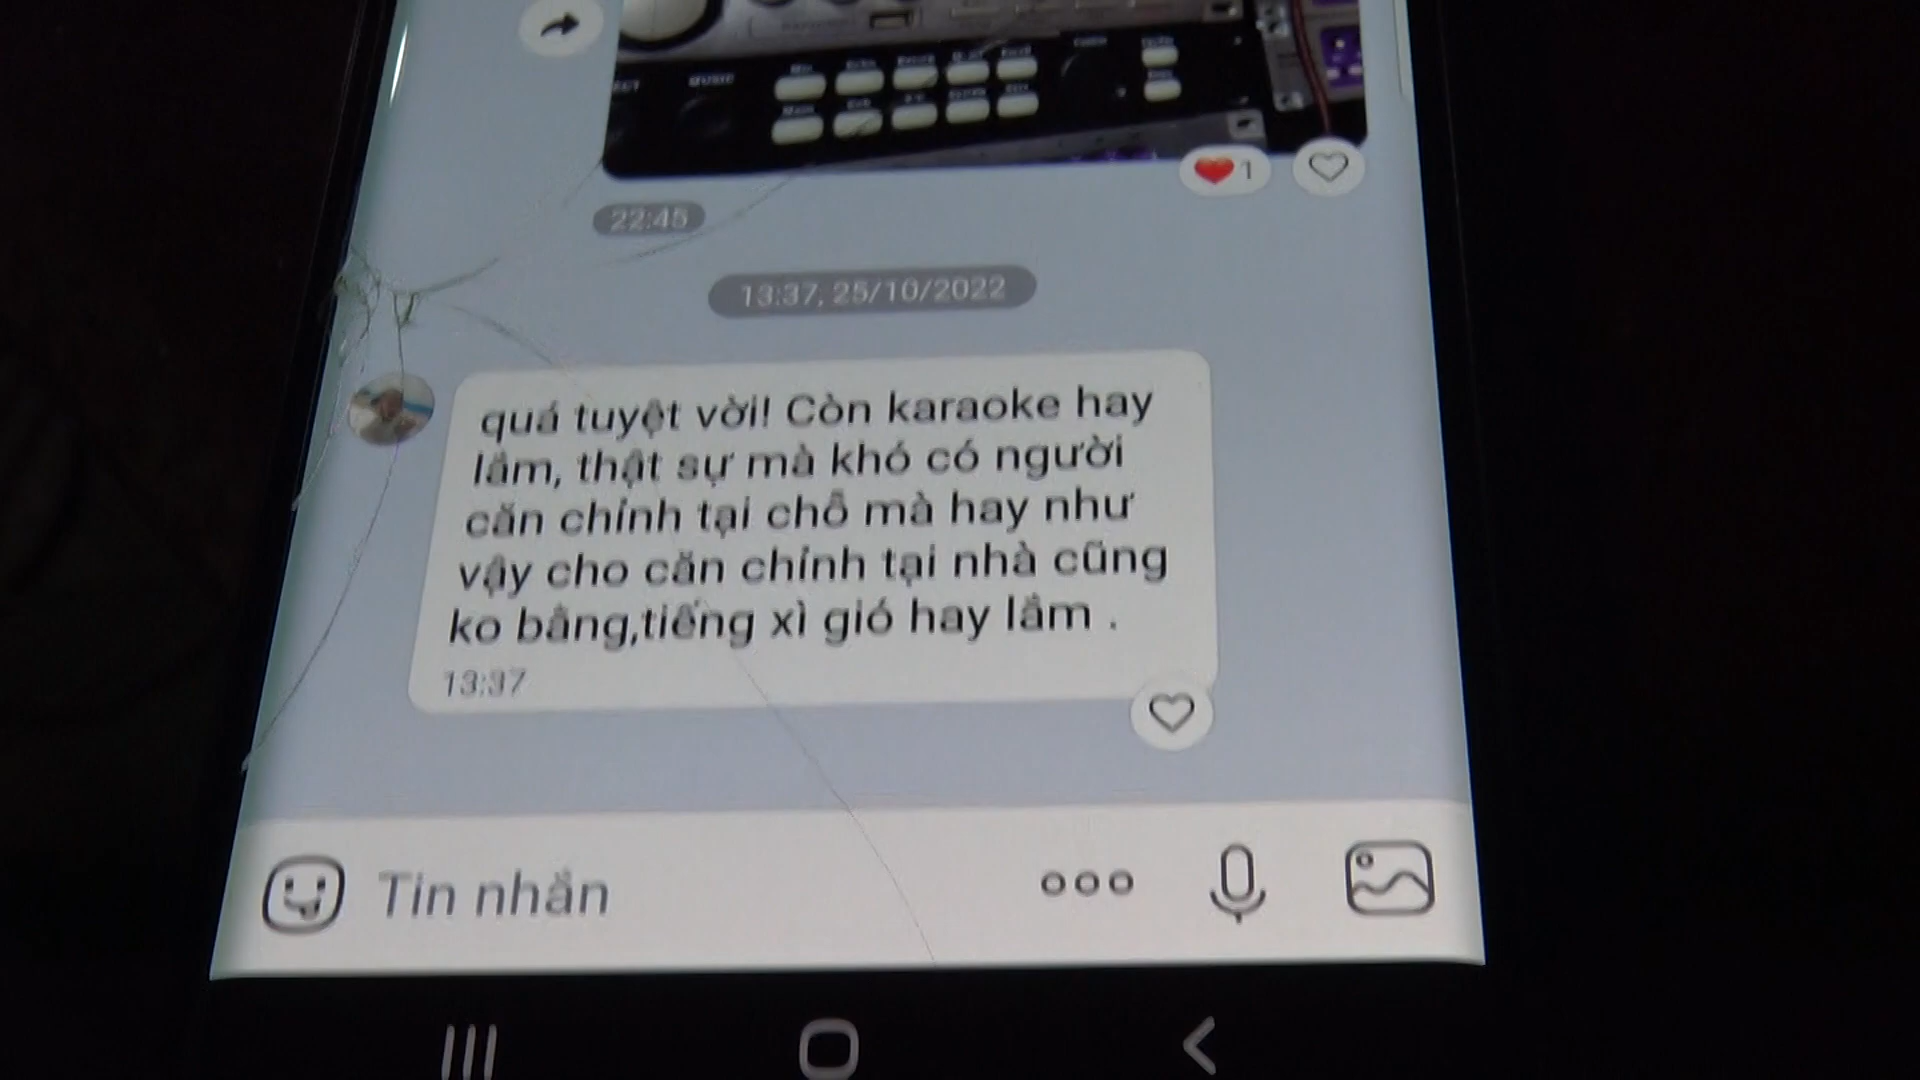 MUSIC
1
22:45
13:37, 25/10/2022
quá tuyệt vời! Còn karaoke hay
lắm, thật sự mà khó có người
căn chỉnh tại chỗ mà hay như
vậy cho căn chỉnh tại nhà cũng
ko bằng,tiếng xì gió hay lắm .
13:37
Tin nhắn